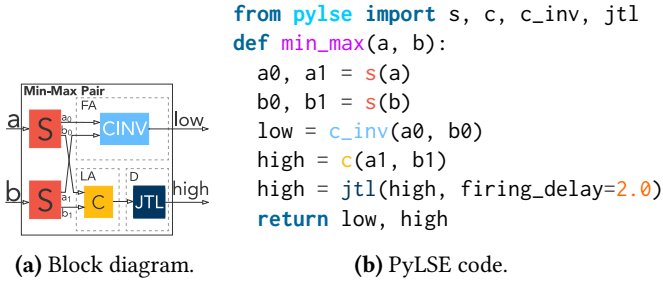 Min-Max Pair
FA
a
S
a0
b0
CINV
low
b
S
a1
b1
LA
C
D
JTL
high
(a) Block diagram.
from pylse import s, c, c_inv, jtl
def min_max(a, b):
  a0, a1 = s(a)
  b0, b1 = s(b)
  low = c_inv(a0, b0)
  high = c(a1, b1)
  high = jtl(high, firing_delay=2.0)
  return low, high
(b) PyLSE code.